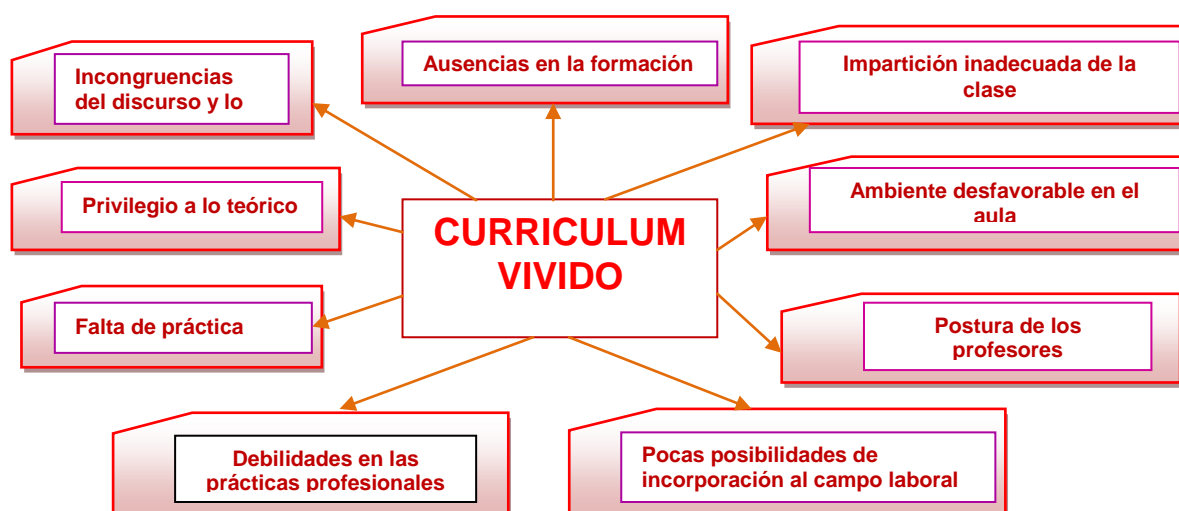 Incongruencias
del discurso y lo
Ausencias en la formación
Impartición inadecuada de la
clase
Privilegio a lo teórico
CURRICULUM
VIVIDO
Ambiente desfavorable en el
aula
Falta de práctica
Postura de los
profesores
Debilidades en las
prácticas profesionales
Pocas posibilidades de
incorporación al campo laboral